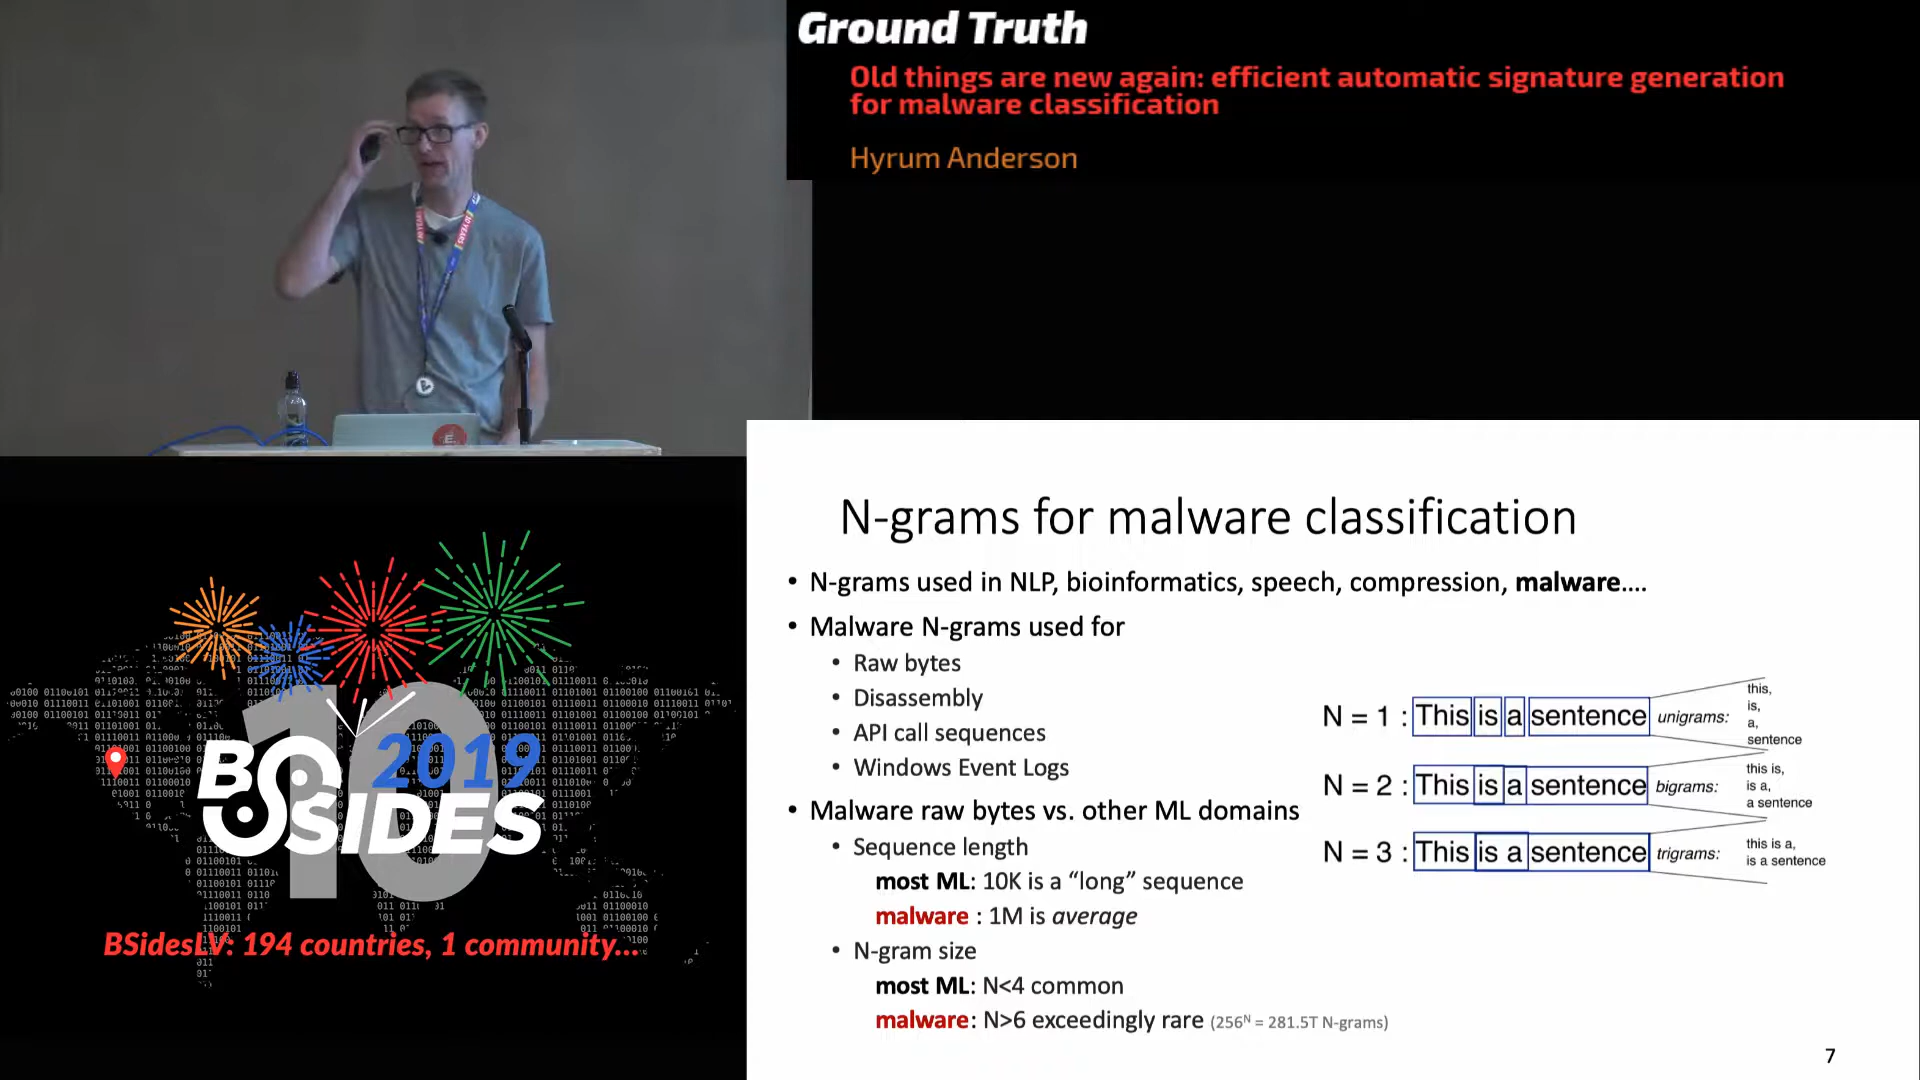 Ground Truth
Old things are new again: efficient automatic signature generation
for malware classification
Hyrum Anderson
N-grams for malware classification
• N-grams used in NLP, bioinformatics, speech, compression, malware....
• Malware N-grams used for
• Raw bytes
• Disassembly
• API call sequences
• Windows Event Logs
• Malware raw bytes vs. other ML domains
• Sequence length
most ML: 10K is a “long” sequence
malware : 1M is average
• N-gram size
most ML: N<4 common
malware: N>6 exceedingly rare (256ᴺ = 281.5T N-grams)
N = 1 : This is a sentence unigrams:
this,
is,
a,
sentence
N = 2 : This is a sentence bigrams:
this is,
is a,
a sentence
N = 3 : This is a sentence trigrams:
this is a,
is a sentence
7
10
2019
BSIDES
BSidesLV: 194 countries, 1 community...